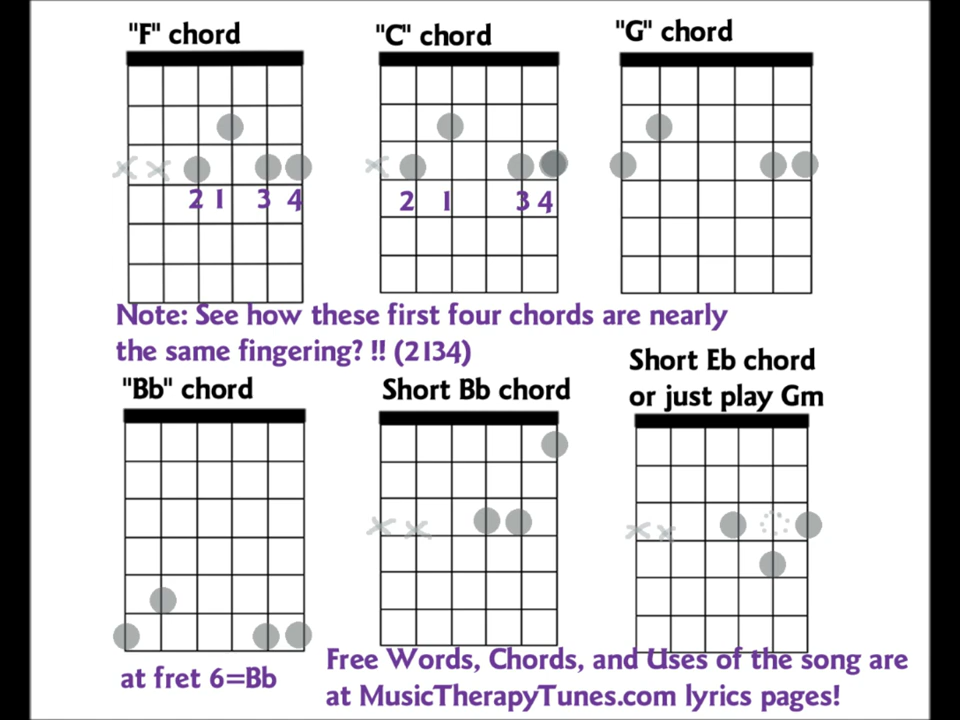 "F" chord
"C" chord
"G" chord
2 1 3 4
2 1 3 4
Note: See how these first four chords are nearly
the same fingering? !! (2134)
"Bb" chord
Short Bb chord
Short Eb chord
or just play Gm
at fret 6=Bb
Free Words, Chords, and Uses of the song are
at MusicTherapyTunes.com lyrics pages!